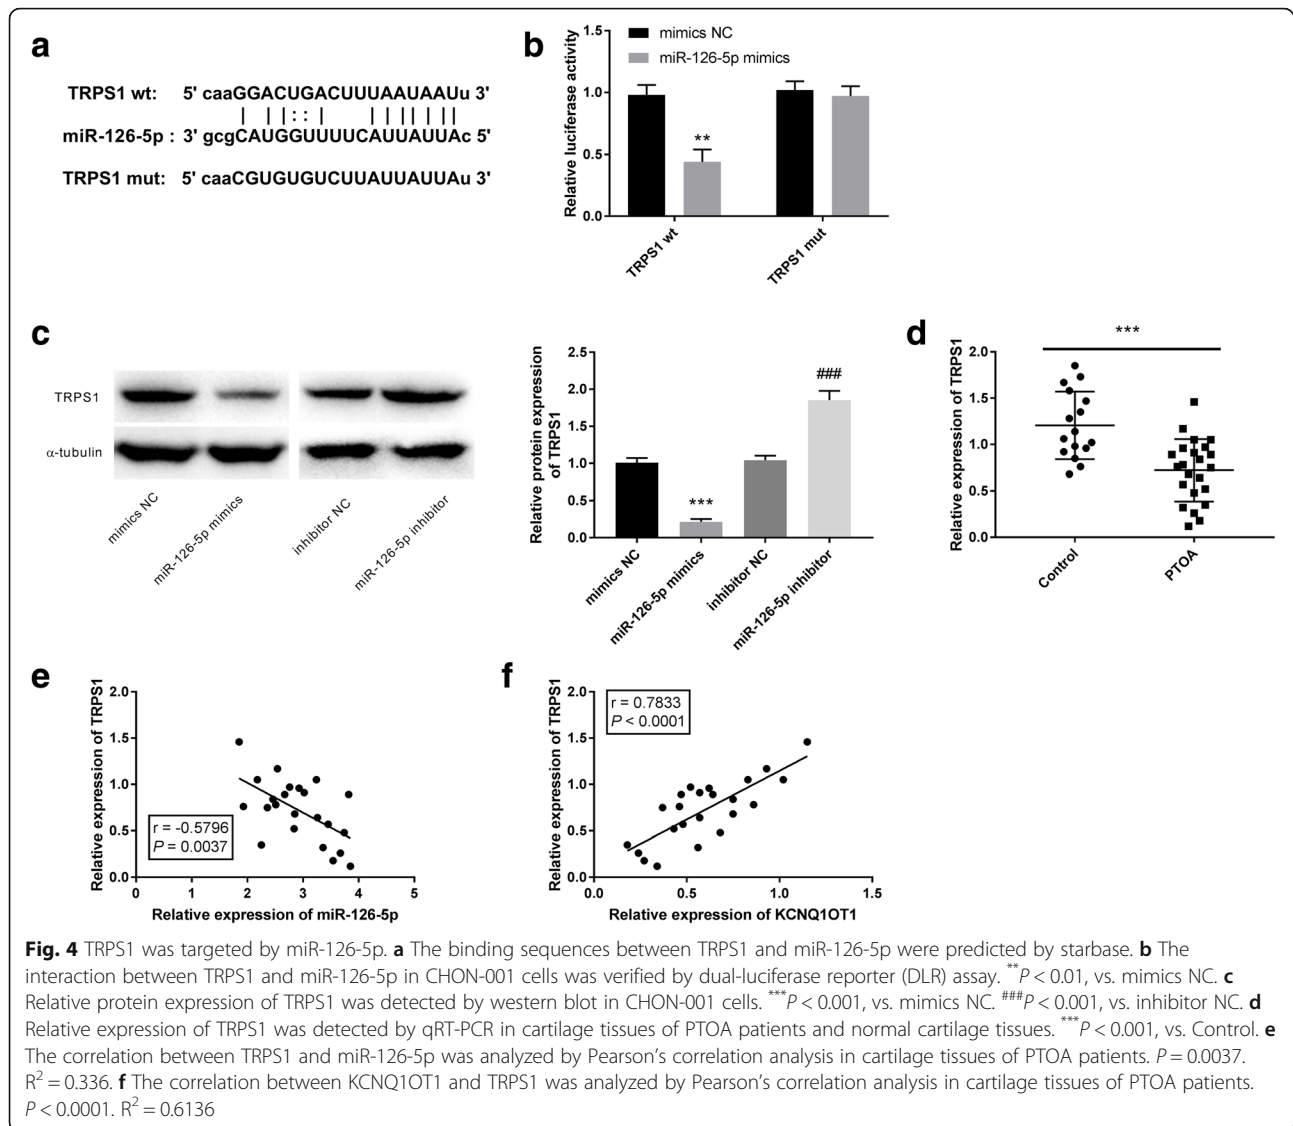 a
TRPS1 wt: 5' caaGGACUGACUUUAAUAAUu 3'
| | | : : | | | | | | | |
miR-126-5p : 3' gcgCAUGGUUUUCAUUAUUAc 5'
TRPS1 mut: 5' caaCGUGUGUCUUAUUAUUAu 3'
b
mimics NC
miR-126-5p mimics
Relative luciferase activity
1.5
1.0
0.5
0.0
**
TRPS1 wt
TRPS1 mut
c
TRPS1
α-tubulin
mimics NC
miR-126-5p mimics
inhibitor NC
miR-126-5p inhibitor
Relative protein expression
of TRPS1
2.5
2.0
1.5
1.0
0.5
0.0
***
###
mimics NC
miR-126-5p mimics
inhibitor NC
miR-126-5p inhibitor
d
Relative expression of TRPS1
2.0
1.5
1.0
0.5
0.0
***
Control
PTOA
e
Relative expression of TRPS1
2.0
1.5
1.0
0.5
0.0
r = -0.5796
P = 0.0037
0 1 2 3 4 5
Relative expression of miR-126-5p
f
Relative expression of TRPS1
2.0
1.5
1.0
0.5
0.0
r = 0.7833
P < 0.0001
0.0 0.5 1.0 1.5
Relative expression of KCNQ1OT1
Fig. 4 TRPS1 was targeted by miR-126-5p. a The binding sequences between TRPS1 and miR-126-5p were predicted by starbase. b The
interaction between TRPS1 and miR-126-5p in CHON-001 cells was verified by dual-luciferase reporter (DLR) assay. **P < 0.01, vs. mimics NC. c
Relative protein expression of TRPS1 was detected by western blot in CHON-001 cells. ***P < 0.001, vs. mimics NC. ###P < 0.001, vs. inhibitor NC. d
Relative expression of TRPS1 was detected by qRT-PCR in cartilage tissues of PTOA patients and normal cartilage tissues. ***P < 0.001, vs. Control. e
The correlation between TRPS1 and miR-126-5p was analyzed by Pearson's correlation analysis in cartilage tissues of PTOA patients. P = 0.0037.
R² = 0.336. f The correlation between KCNQ1OT1 and TRPS1 was analyzed by Pearson's correlation analysis in cartilage tissues of PTOA patients.
P < 0.0001. R² = 0.6136